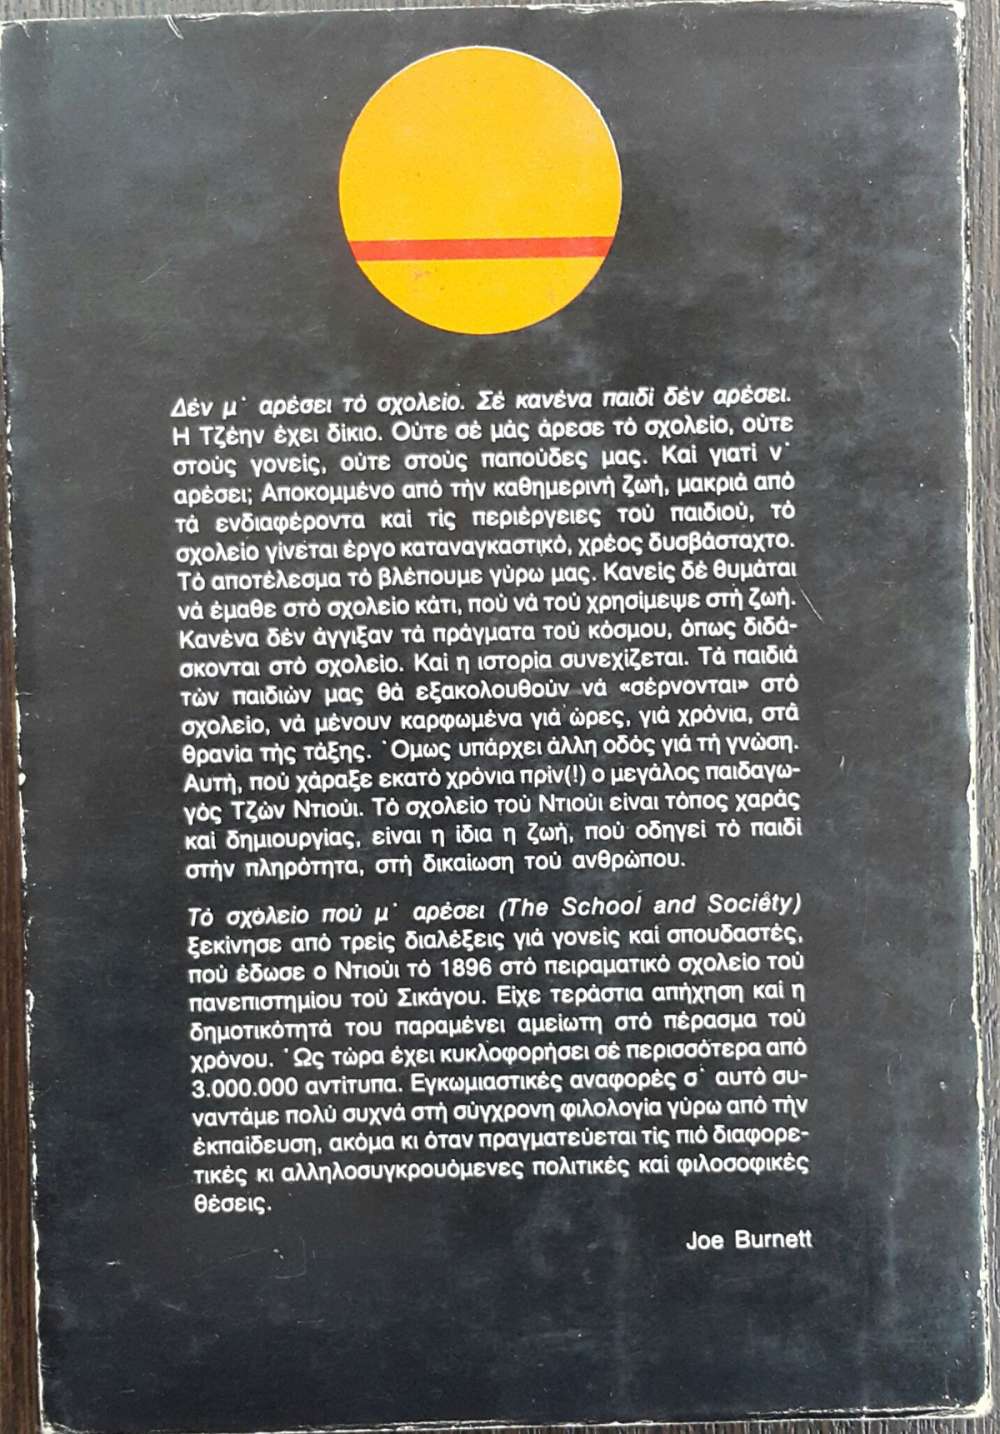 Δέν μ᾿ αρέσει τό σχολείο. Σέ κανένα παιδί δέν αρέσει.
Η Τζέην έχει δίκιο. Ούτε σέ μάς άρεσε τό σχολείο, ούτε
στούς γονείς, ούτε στούς παπούδες μας. Καί γιατί ν᾿
αρέσει; Αποκομμένο από τήν καθημερινή ζωή, μακριά από
τά ενδιαφέροντα καί τίς περιέργειες τού παιδιού, τό
σχολείο γίνεται έργο καταναγκαστικό, χρέος δυσβάσταχτο.
Τό αποτέλεσμα τό βλέπουμε γύρω μας. Κανείς δέ θυμάται
νά έμαθε στό σχολείο κάτι, πού νά τού χρησίμεψε στή ζωή.
Κανένα δέν άγγιξαν τά πράγματα τού κόσμου, όπως διδά-
σκονται στό σχολείο. Καί η ιστορία συνεχίζεται. Τά παιδιά
τών παιδιών μας θά εξακολουθούν νά «σέρνονται» στό
σχολείο, νά μένουν καρφωμένα γιά ώρες, γιά χρόνια, στά
θρανία τής τάξης. Όμως υπάρχει άλλη οδός γιά τή γνώση.
Αυτή, πού χάραξε εκατό χρόνια πρίν(!) ο μεγάλος παιδαγω-
γός Τζών Ντιούι. Τό σχολείο τού Ντιούι είναι τόπος χαράς
καί δημιουργίας, είναι η ίδια η ζωή, πού οδηγεί τό παιδί
στήν πληρότητα, στή δικαίωση τού ανθρώπου.
Τό σχολείο πού μ᾿ αρέσει (The School and Society)
ξεκίνησε από τρείς διαλέξεις γιά γονείς καί σπουδαστές,
πού έδωσε ο Ντιούι τό 1896 στό πειραματικό σχολείο τού
πανεπιστημίου τού Σικάγου. Είχε τεράστια απήχηση καί η
δημοτικότητά του παραμένει αμείωτη στό πέρασμα τού
χρόνου. Ώς τώρα έχει κυκλοφορήσει σέ περισσότερα από
3.000.000 αντίτυπα. Εγκωμιαστικές αναφορές σ᾿ αυτό συ-
ναντάμε πολύ συχνά στή σύγχρονη φιλολογία γύρω από τήν
έκπαίδευση, ακόμα κι όταν πραγματεύεται τίς πιό διαφορε-
τικές κι αλληλοσυγκρουόμενες πολιτικές καί φιλοσοφικές
θέσεις.
Joe Burnett